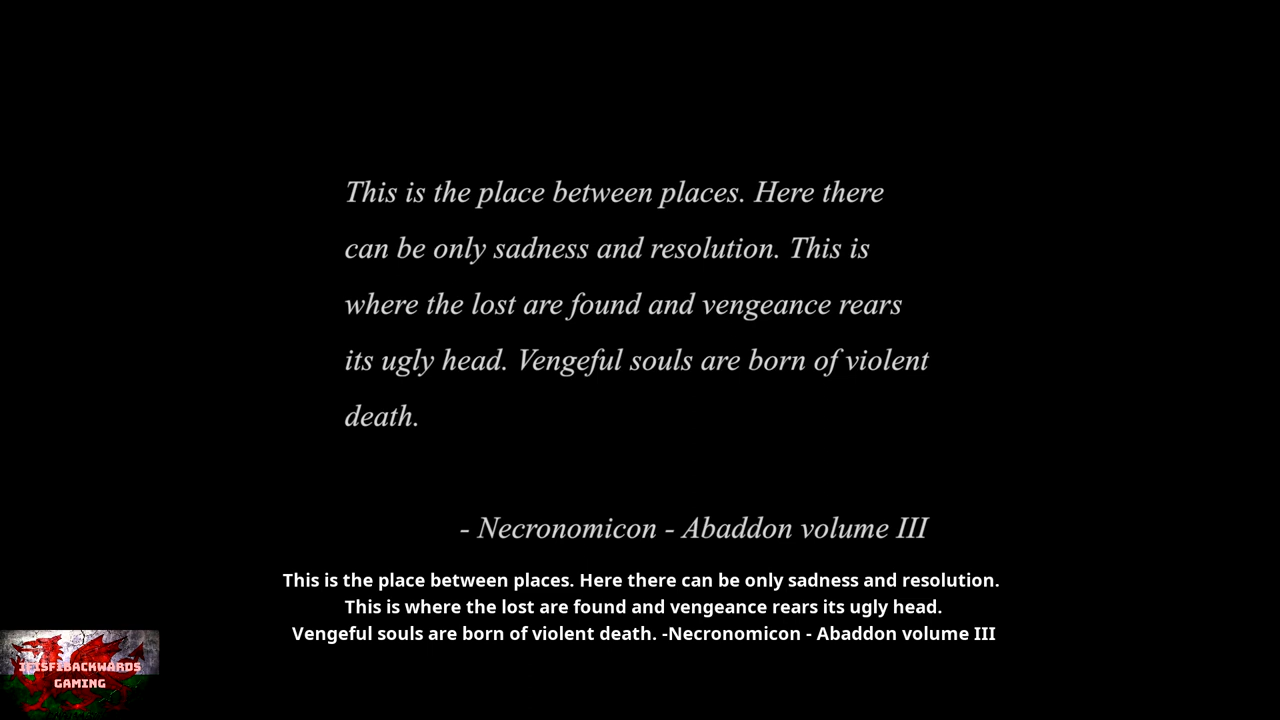 This is the place between places. Here there
can be only sadness and resolution. This is
where the lost are found and vengeance rears
its ugly head. Vengeful souls are born of violent
death.
- Necronomicon - Abaddon volume III
This is the place between places. Here there can be only sadness and resolution.
This is where the lost are found and vengeance rears its ugly head.
Vengeful souls are born of violent death. -Necronomicon - Abaddon volume III
IFISFIBACKWARDS
GAMING